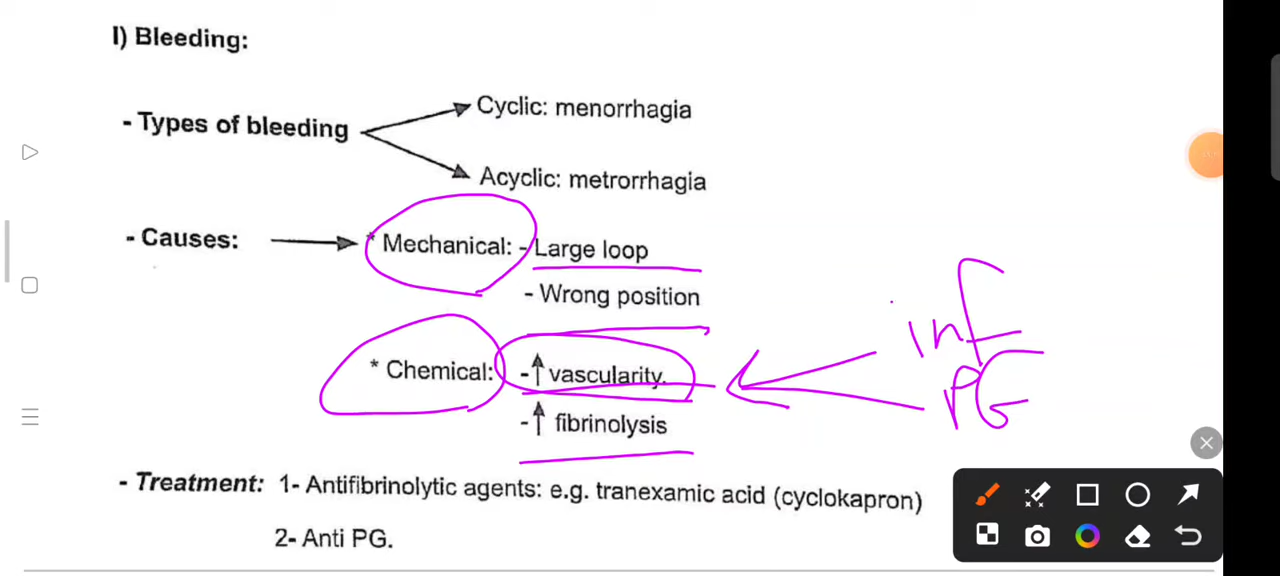 I) Bleeding:
Cyclic: menorrhagia
- Types of bleeding
Acyclic: metrorrhagia
- Causes: * Mechanical: - Large loop
- Wrong position
inf
* Chemical: -↑ vascularity.
PG
-↑ fibrinolysis
- Treatment: 1- Antifibrinolytic agents: e.g. tranexamic acid (cyclokapron)
2- Anti PG.